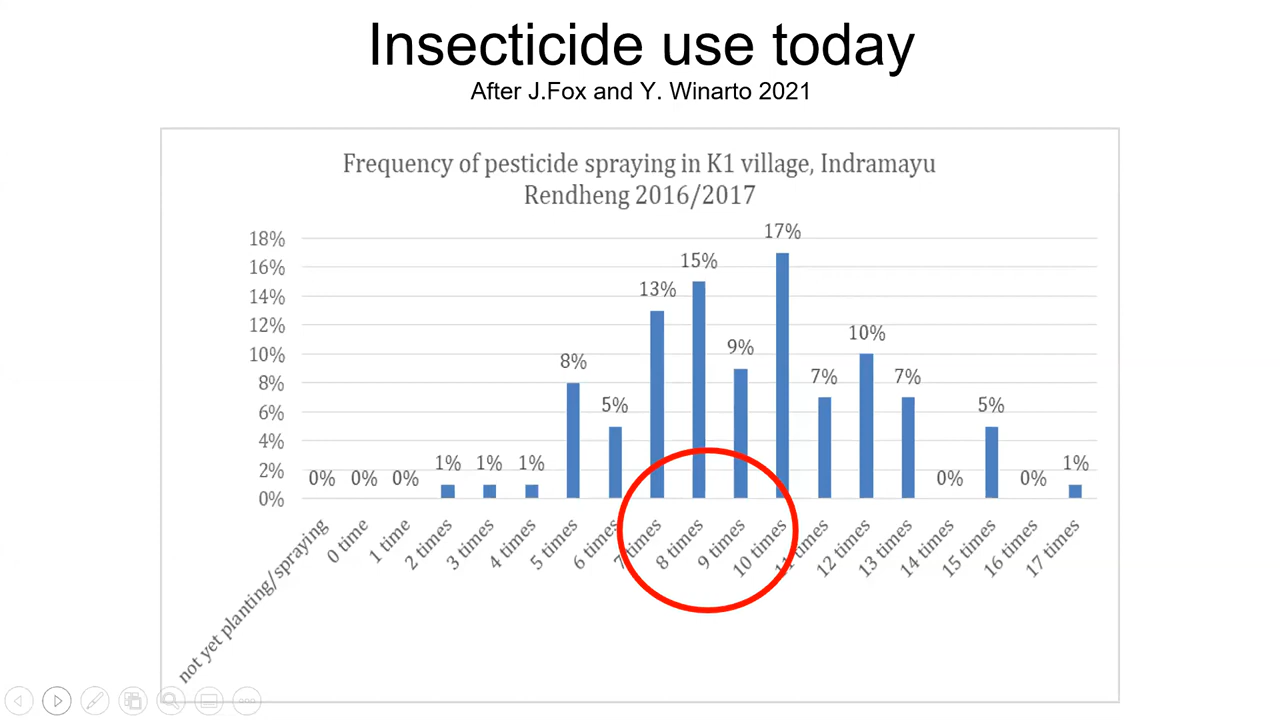 Insecticide use today
After J.Fox and Y. Winarto 2021
Frequency of pesticide spraying in K1 village, Indramayu
Rendheng 2016/2017
18%
16%
14%
12%
10%
8%
6%
4%
2%
0%
0%
0%
0%
1%
1%
1%
8%
5%
13%
15%
9%
17%
7%
10%
7%
0%
5%
0%
1%
not yet planting/spraying
0 time
1 time
2 times
3 times
4 times
5 times
6 times
7 times
8 times
9 times
10 times
11 times
12 times
13 times
14 times
15 times
16 times
17 times